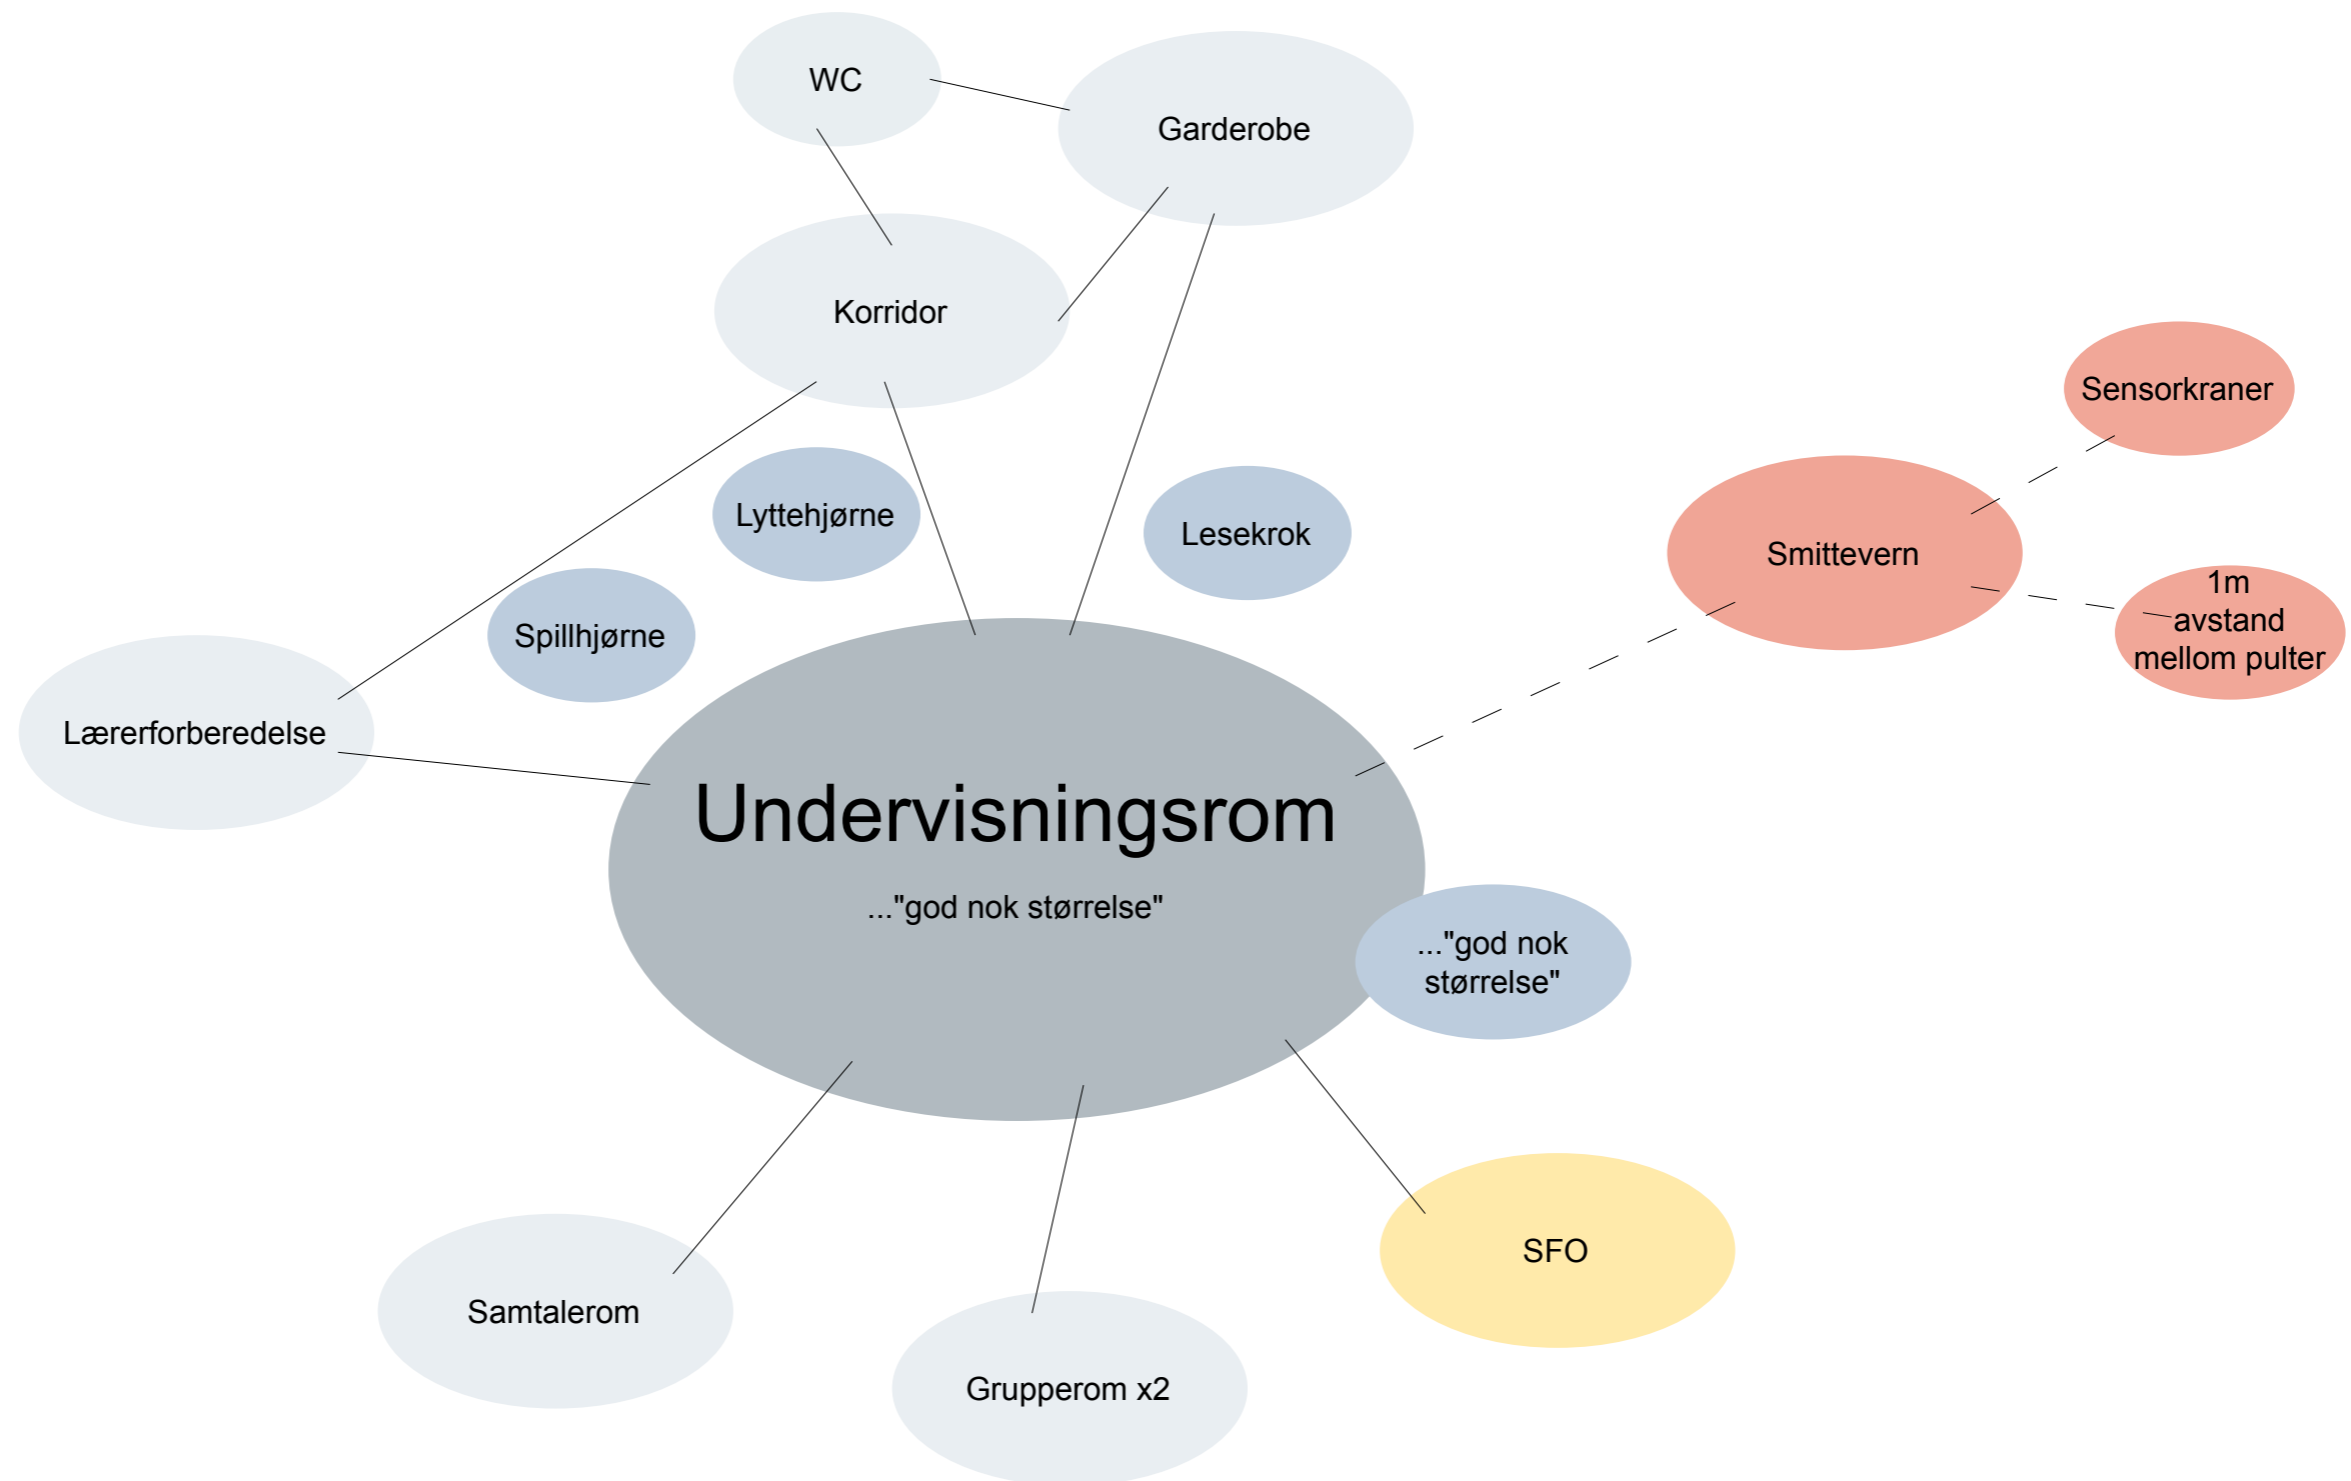 WC
Garderobe
Korridor
Sensorkraner
Lyttehjørne
Lesekrok
Smittevern
1m
avstand
mellom pulter
Spillhjørne
Lærerforberedelse
Undervisningsrom
..."god nok størrelse"
..."god nok
størrelse"
SFO
Samtalerom
Grupperom x2